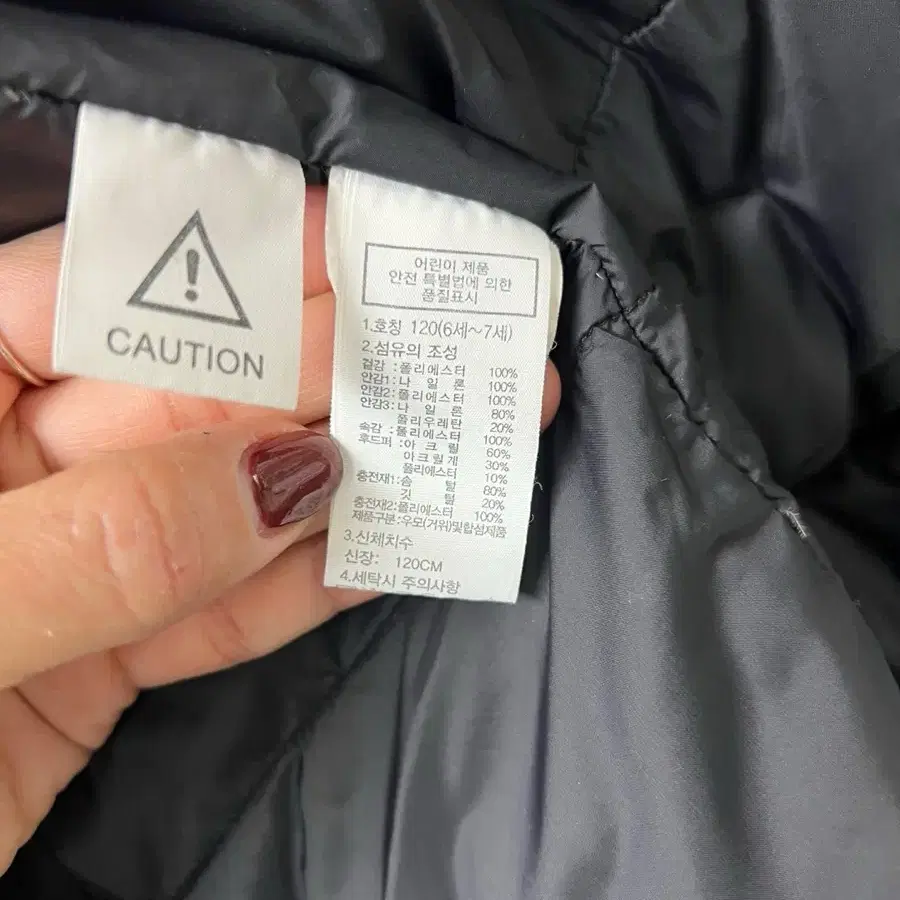 CAUTION
어린이 제품
안전 특별법에 의한
품질표시
1.호칭 120(6세~7세)
2.섬유의 조성
겉감 :폴리에스터 100%
안감1:나 일 론 100%
안감2:폴리에스터 100%
안감3:나 일 론 80%
폴리우레탄 20%
속감 :폴리에스터 100%
후드퍼:아 크 릴 60%
아크릴계 30%
폴리에스터 10%
충전재1:솜 털 80%
깃 털 20%
충전재2:폴리에스터 100%
제품구분:우모(거위)및합섬제품
3.신체치수
신장: 120CM
4.세탁시 주의사항